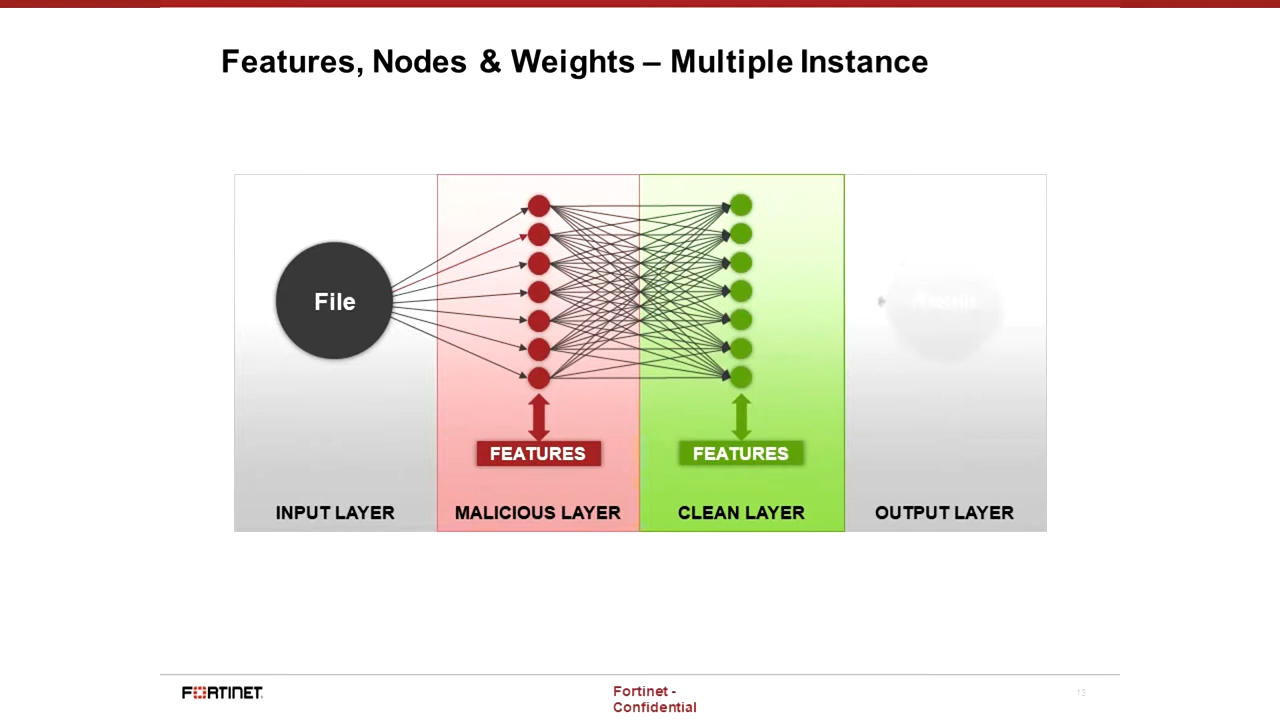 Features, Nodes & Weights – Multiple Instance
File
FEATURES
FEATURES
INPUT LAYER
MALICIOUS LAYER
CLEAN LAYER
OUTPUT LAYER
FORTINET
Fortinet -
Confidential
13